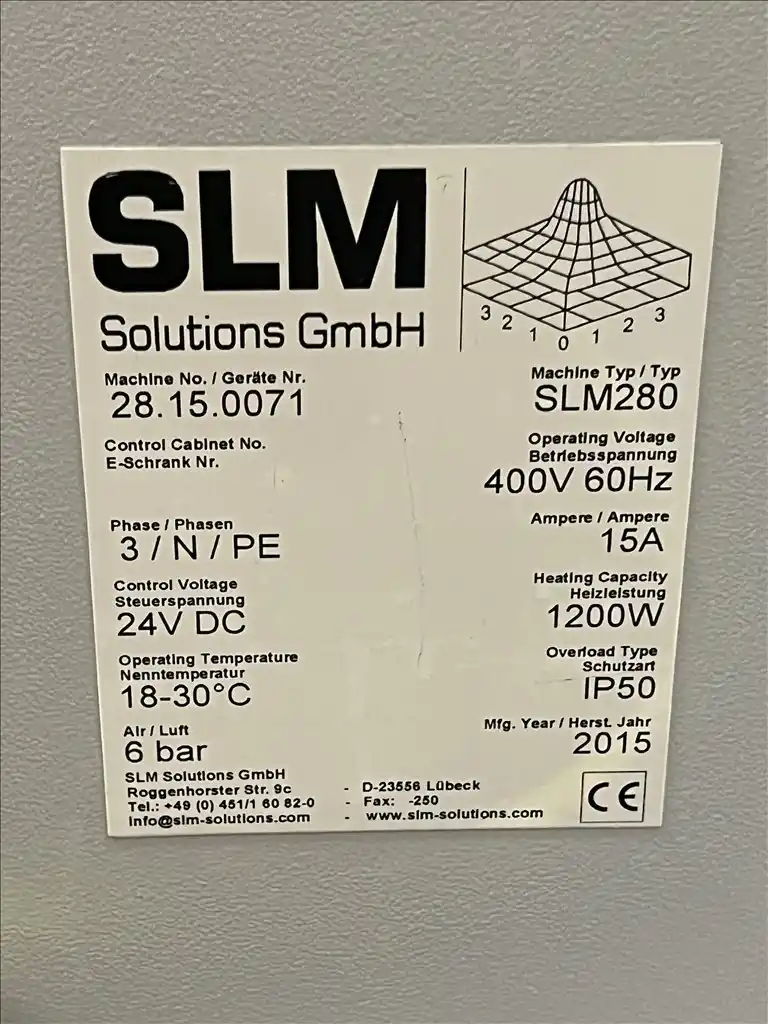 SLM
Solutions GmbH
3 2 1 0 1 2 3
Machine No. / Geräte Nr.
28.15.0071
Machine Typ / Typ
SLM280
Control Cabinet No.
E-Schrank Nr.
Operating Voltage
Betriebsspannung
400V 60Hz
Phase / Phasen
3 / N / PE
Ampere / Ampere
15A
Control Voltage
Steuerspannung
24V DC
Heating Capacity
Heizleistung
1200W
Operating Temperature
Nenntemperatur
18-30°C
Overload Type
Schutzart
IP50
Air / Luft
6 bar
Mfg. Year / Herst. Jahr
2015
SLM Solutions GmbH
Roggenhorster Str. 9c - D-23556 Lübeck
Tel.: +49 (0) 451/1 60 82-0 - Fax: -250
info@slm-solutions.com - www.slm-solutions.com
CE